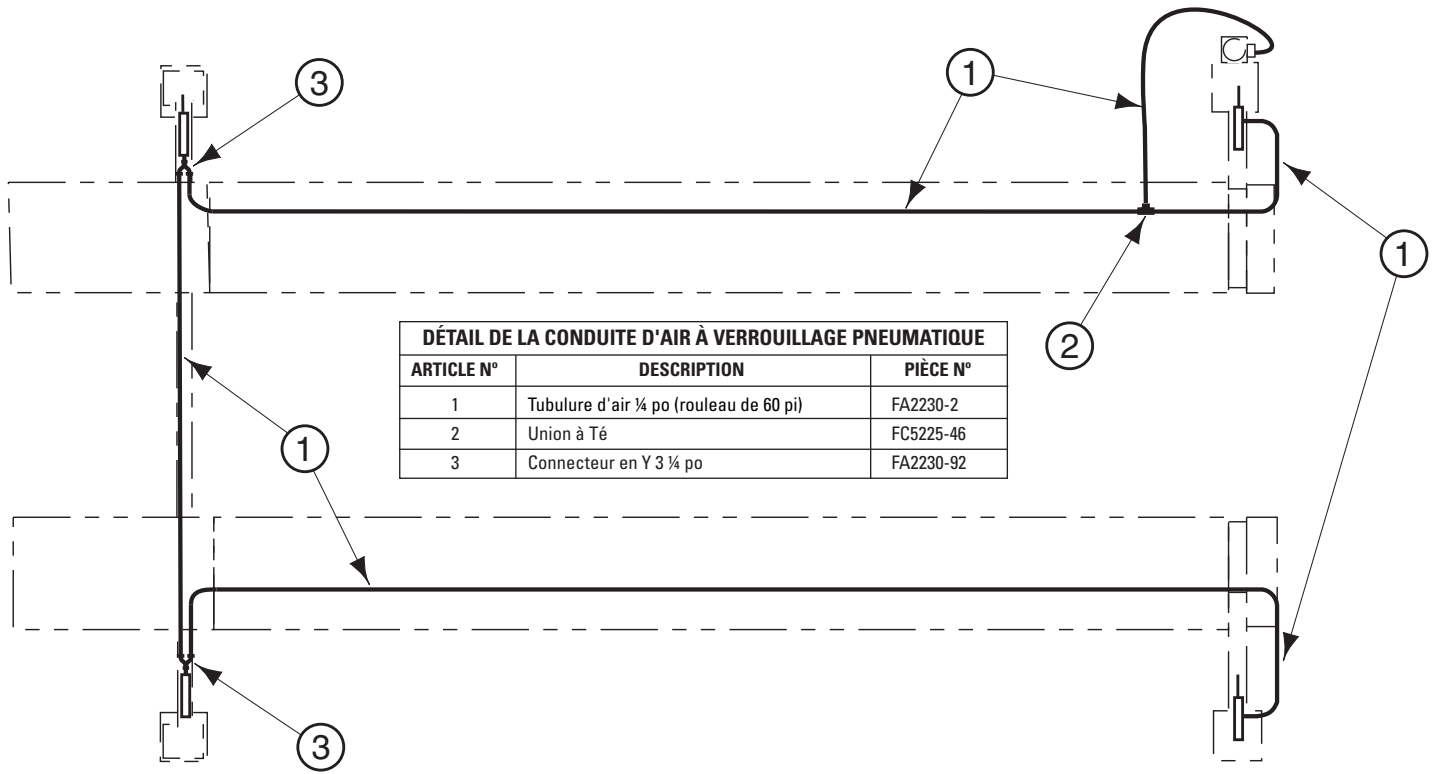 3
1
1
2
DÉTAIL DE LA CONDUITE D'AIR À VERROUILLAGE PNEUMATIQUE
ARTICLE Nº DESCRIPTION PIÈCE Nº
1 Tubulure d'air ¼ po (rouleau de 60 pi) FA2230-2
2 Union à Té FC5225-46
3 Connecteur en Y 3 ¼ po FA2230-92
1
3